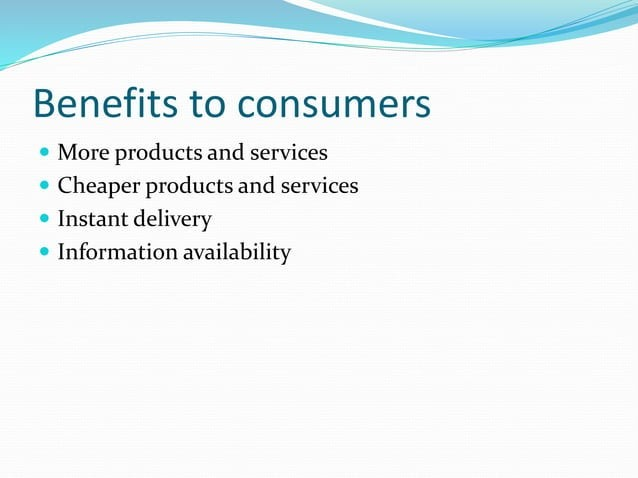 Benefits to consumers
More products and services
Cheaper products and services
Instant delivery
Information availability